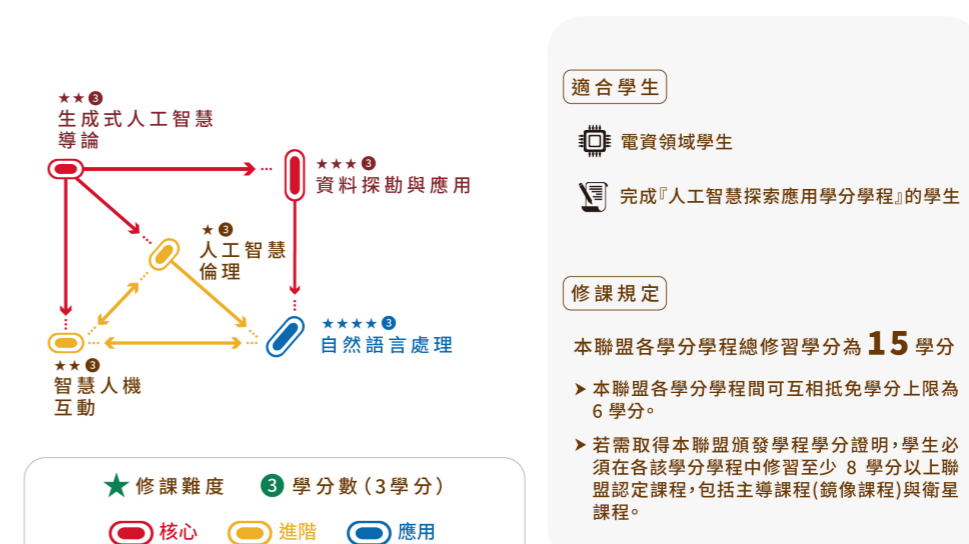 ★★❸
生成式人工智慧
導論
★★★❸
資料探勘與應用
★❸
人工智慧
倫理
★★★★❸
自然語言處理
★★❸
智慧人機
互動
★修課難度 ❸學分數(3學分)
核心 進階 應用
適合學生
電資領域學生
完成『人工智慧探索應用學分學程』的學生
修課規定
本聯盟各學分學程總修習學分為 15 學分
➤ 本聯盟各學分學程間可互相抵免學分上限為
6 學分。
➤ 若需取得本聯盟頒發學程學分證明,學生必
須在各該學分學程中修習至少 8 學分以上聯
盟認定課程,包括主導課程(鏡像課程)與衛星
課程。